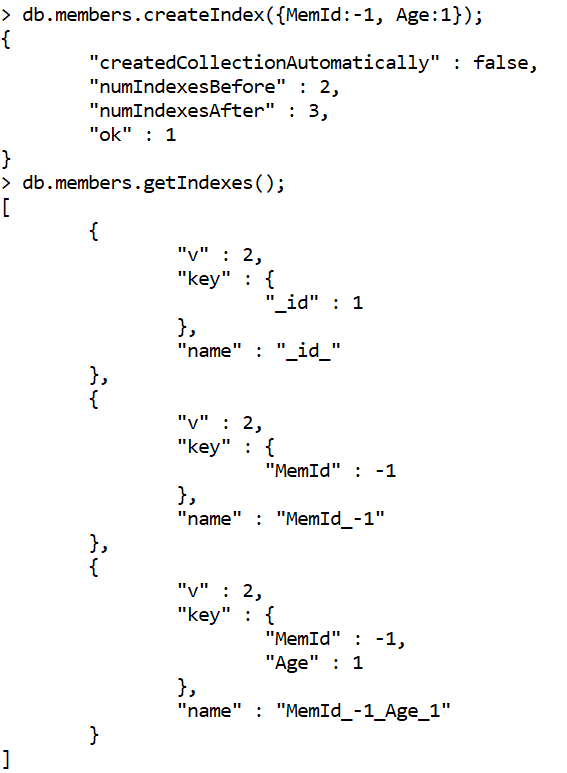 > db.members.createIndex({MemId:-1, Age:1});
{
        "createdCollectionAutomatically" : false,
        "numIndexesBefore" : 2,
        "numIndexesAfter" : 3,
        "ok" : 1
}
> db.members.getIndexes();
[
        {
                "v" : 2,
                "key" : {
                        "_id" : 1
                },
                "name" : "_id_"
        },
        {
                "v" : 2,
                "key" : {
                        "MemId" : -1
                },
                "name" : "MemId_-1"
        },
        {
                "v" : 2,
                "key" : {
                        "MemId" : -1,
                        "Age" : 1
                },
                "name" : "MemId_-1_Age_1"
        }
]